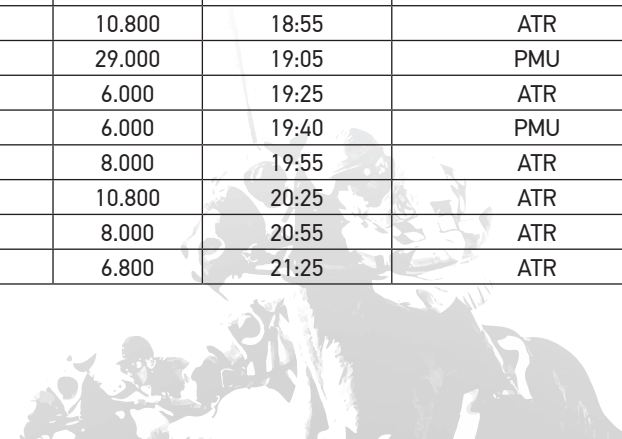 10.800 18:55 ATR
29.000 19:05 PMU
6.000 19:25 ATR
6.000 19:40 PMU
8.000 19:55 ATR
10.800 20:25 ATR
8.000 20:55 ATR
6.800 21:25 ATR